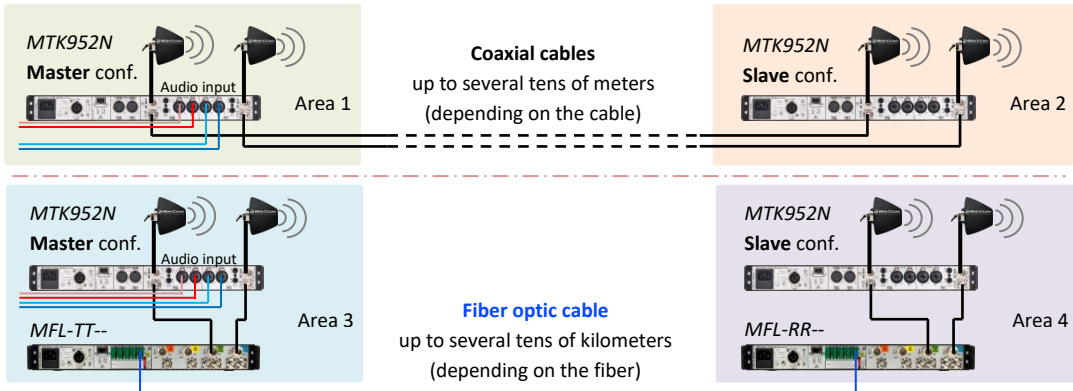 MTK952N
Master conf.
Audio input
Area 1
Coaxial cables
up to several tens of meters
(depending on the cable)
MTK952N
Slave conf.
Area 2
MTK952N
Master conf.
Audio input
Area 3
MFL-TT--
Fiber optic cable
up to several tens of kilometers
(depending on the fiber)
MTK952N
Slave conf.
Area 4
MFL-RR--